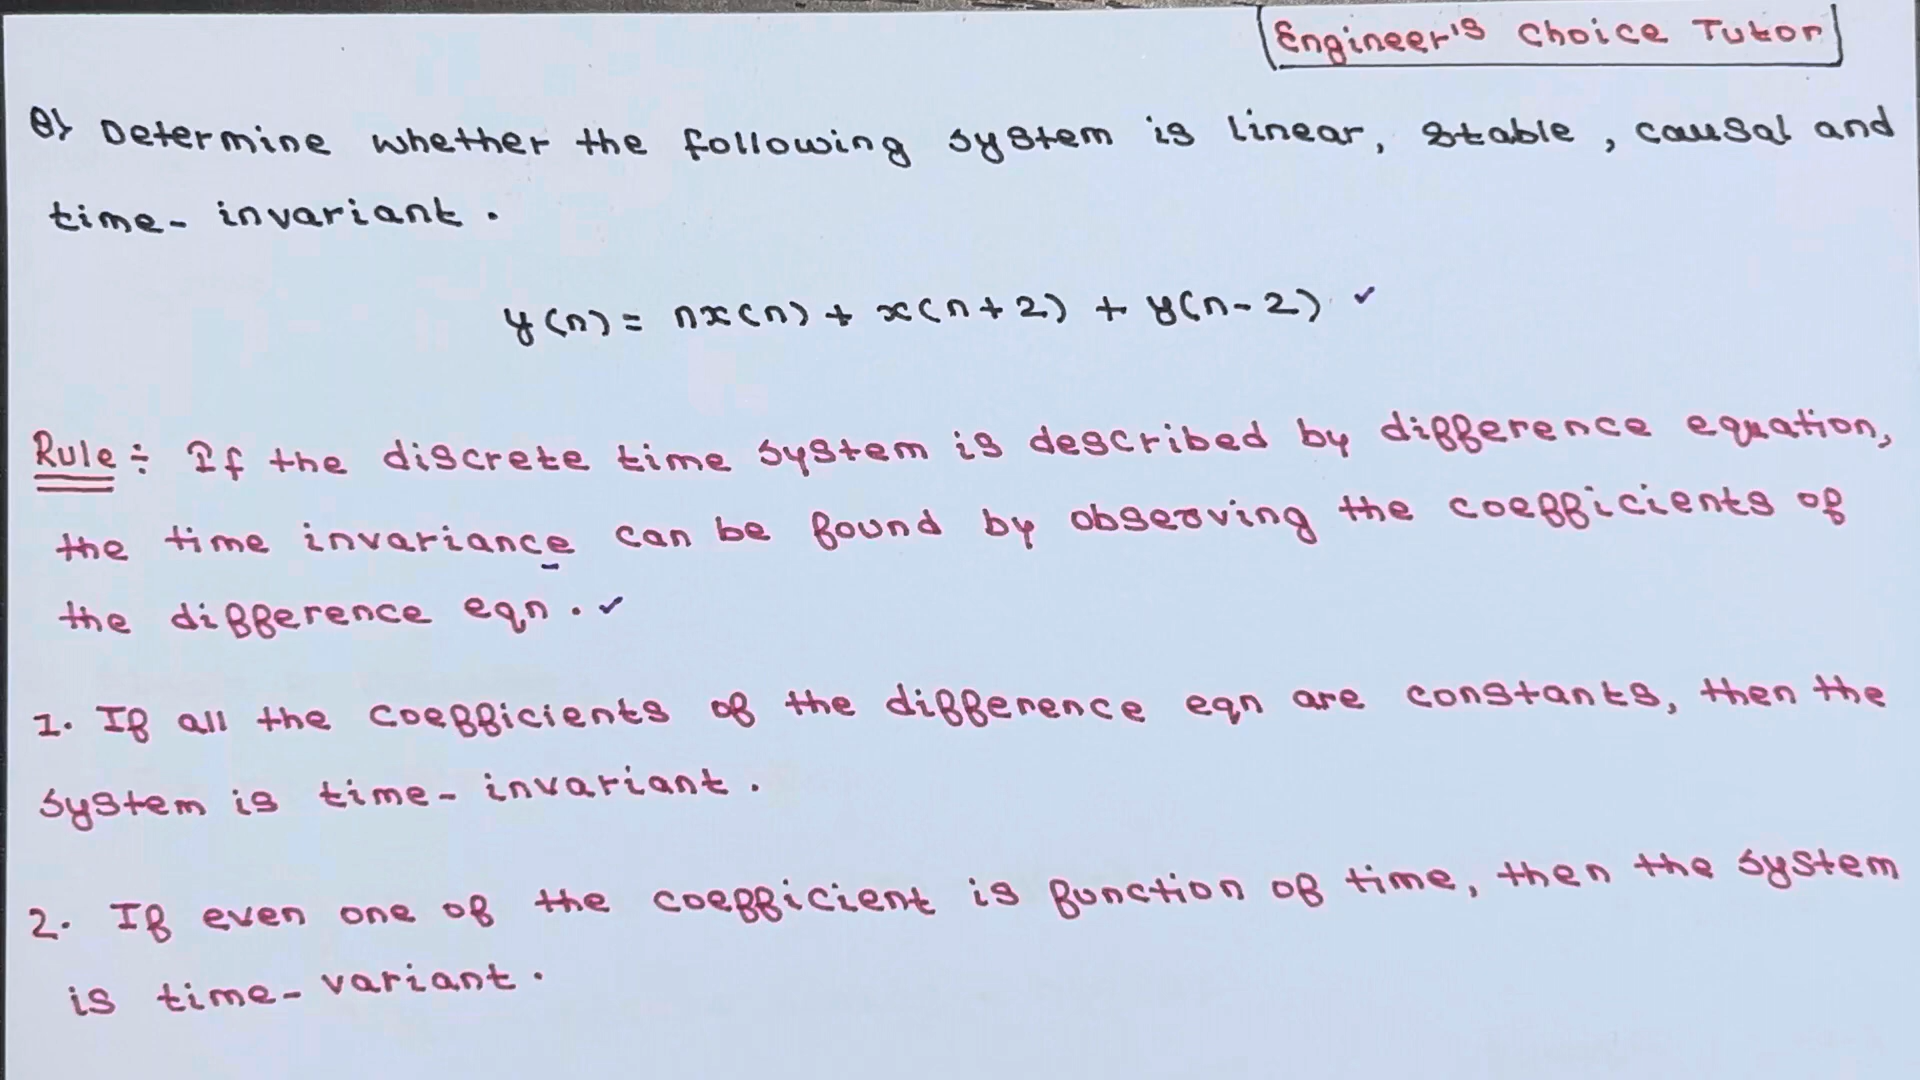 Engineer's Choice Tutor
Q} Determine whether the following system is linear, stable, causal and
time- invariant.
y(n) = nx(n) + x(n+2) + y(n-2) ✓
Rule ÷ If the discrete time system is described by difference equation,
the time invariance can be found by observing the coefficients of
the difference eqn. ✓
1. If all the coefficients of the difference eqn are constants, then the
system is time- invariant.
2. If even one of the coefficient is function of time, then the system
is time- variant.